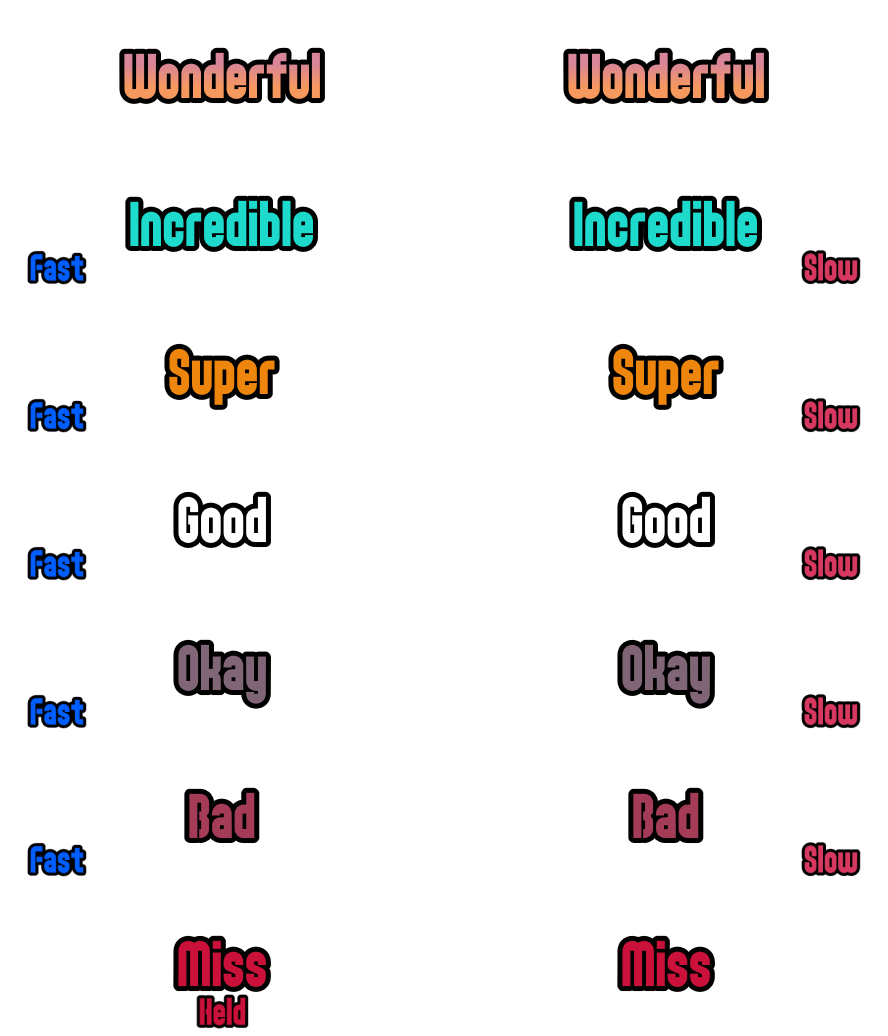 Wonderful Wonderful
Incredible Incredible
Fast Slow
Super Super
Fast Slow
Good Good
Fast Slow
Okay Okay
Fast Slow
Bad Bad
Fast Slow
Miss Miss
Held